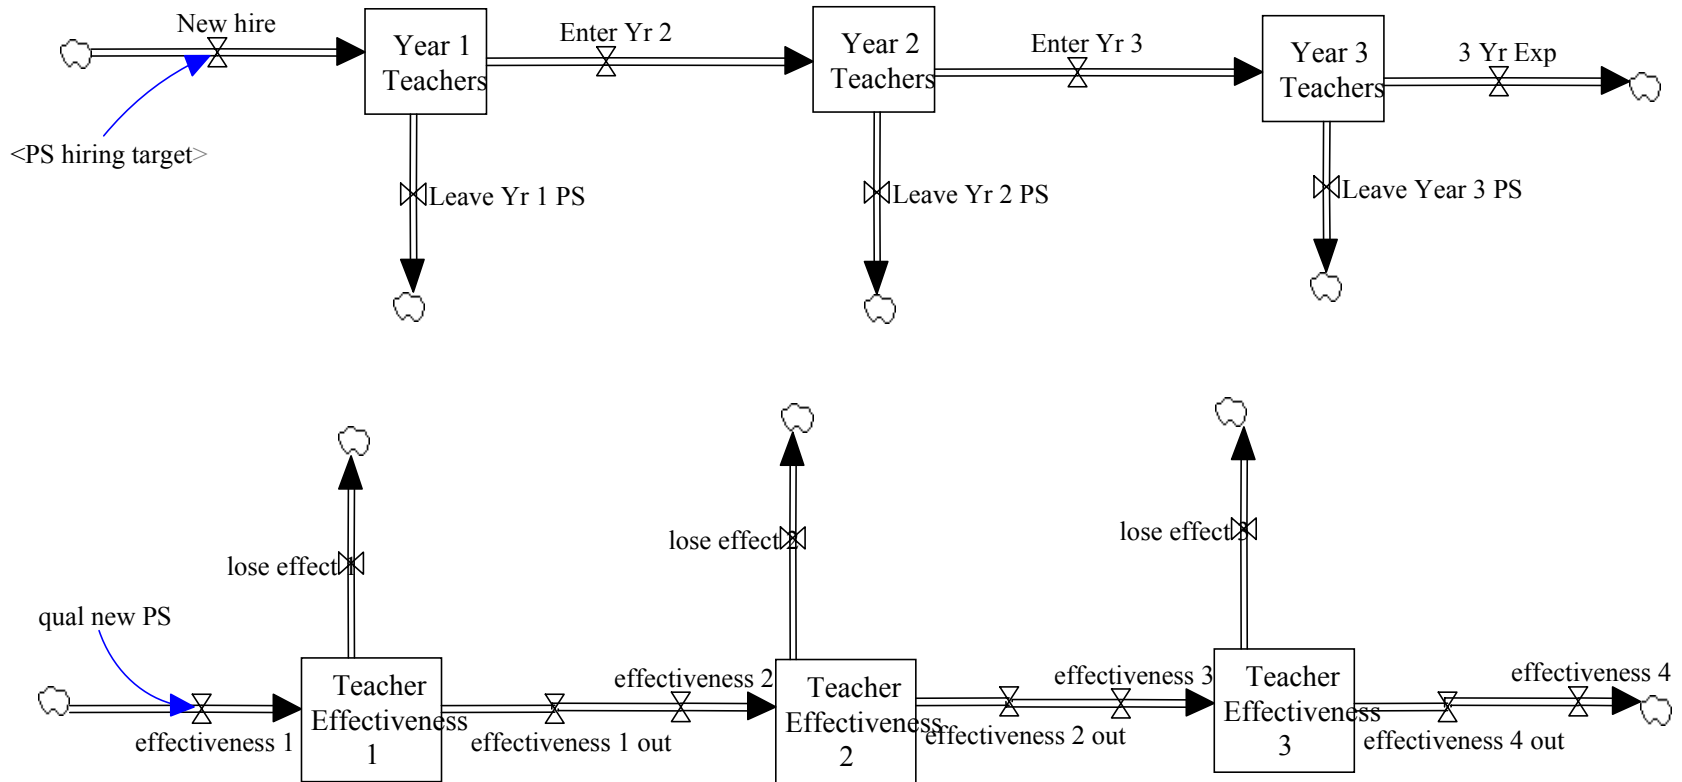 New hire
Year 1
Teachers
Enter Yr 2
Year 2
Teachers
Enter Yr 3
Year 3
Teachers
3 Yr Exp
<PS hiring target>
Leave Yr 1 PS
Leave Yr 2 PS
Leave Year 3 PS
lose effect 1
lose effect 2
lose effect 3
qual new PS
effectiveness 1
Teacher
Effectiveness
1
effectiveness 1 out
effectiveness 2
Teacher
Effectiveness
2
effectiveness 2 out
effectiveness 3
Teacher
Effectiveness
3
effectiveness 4 out
effectiveness 4